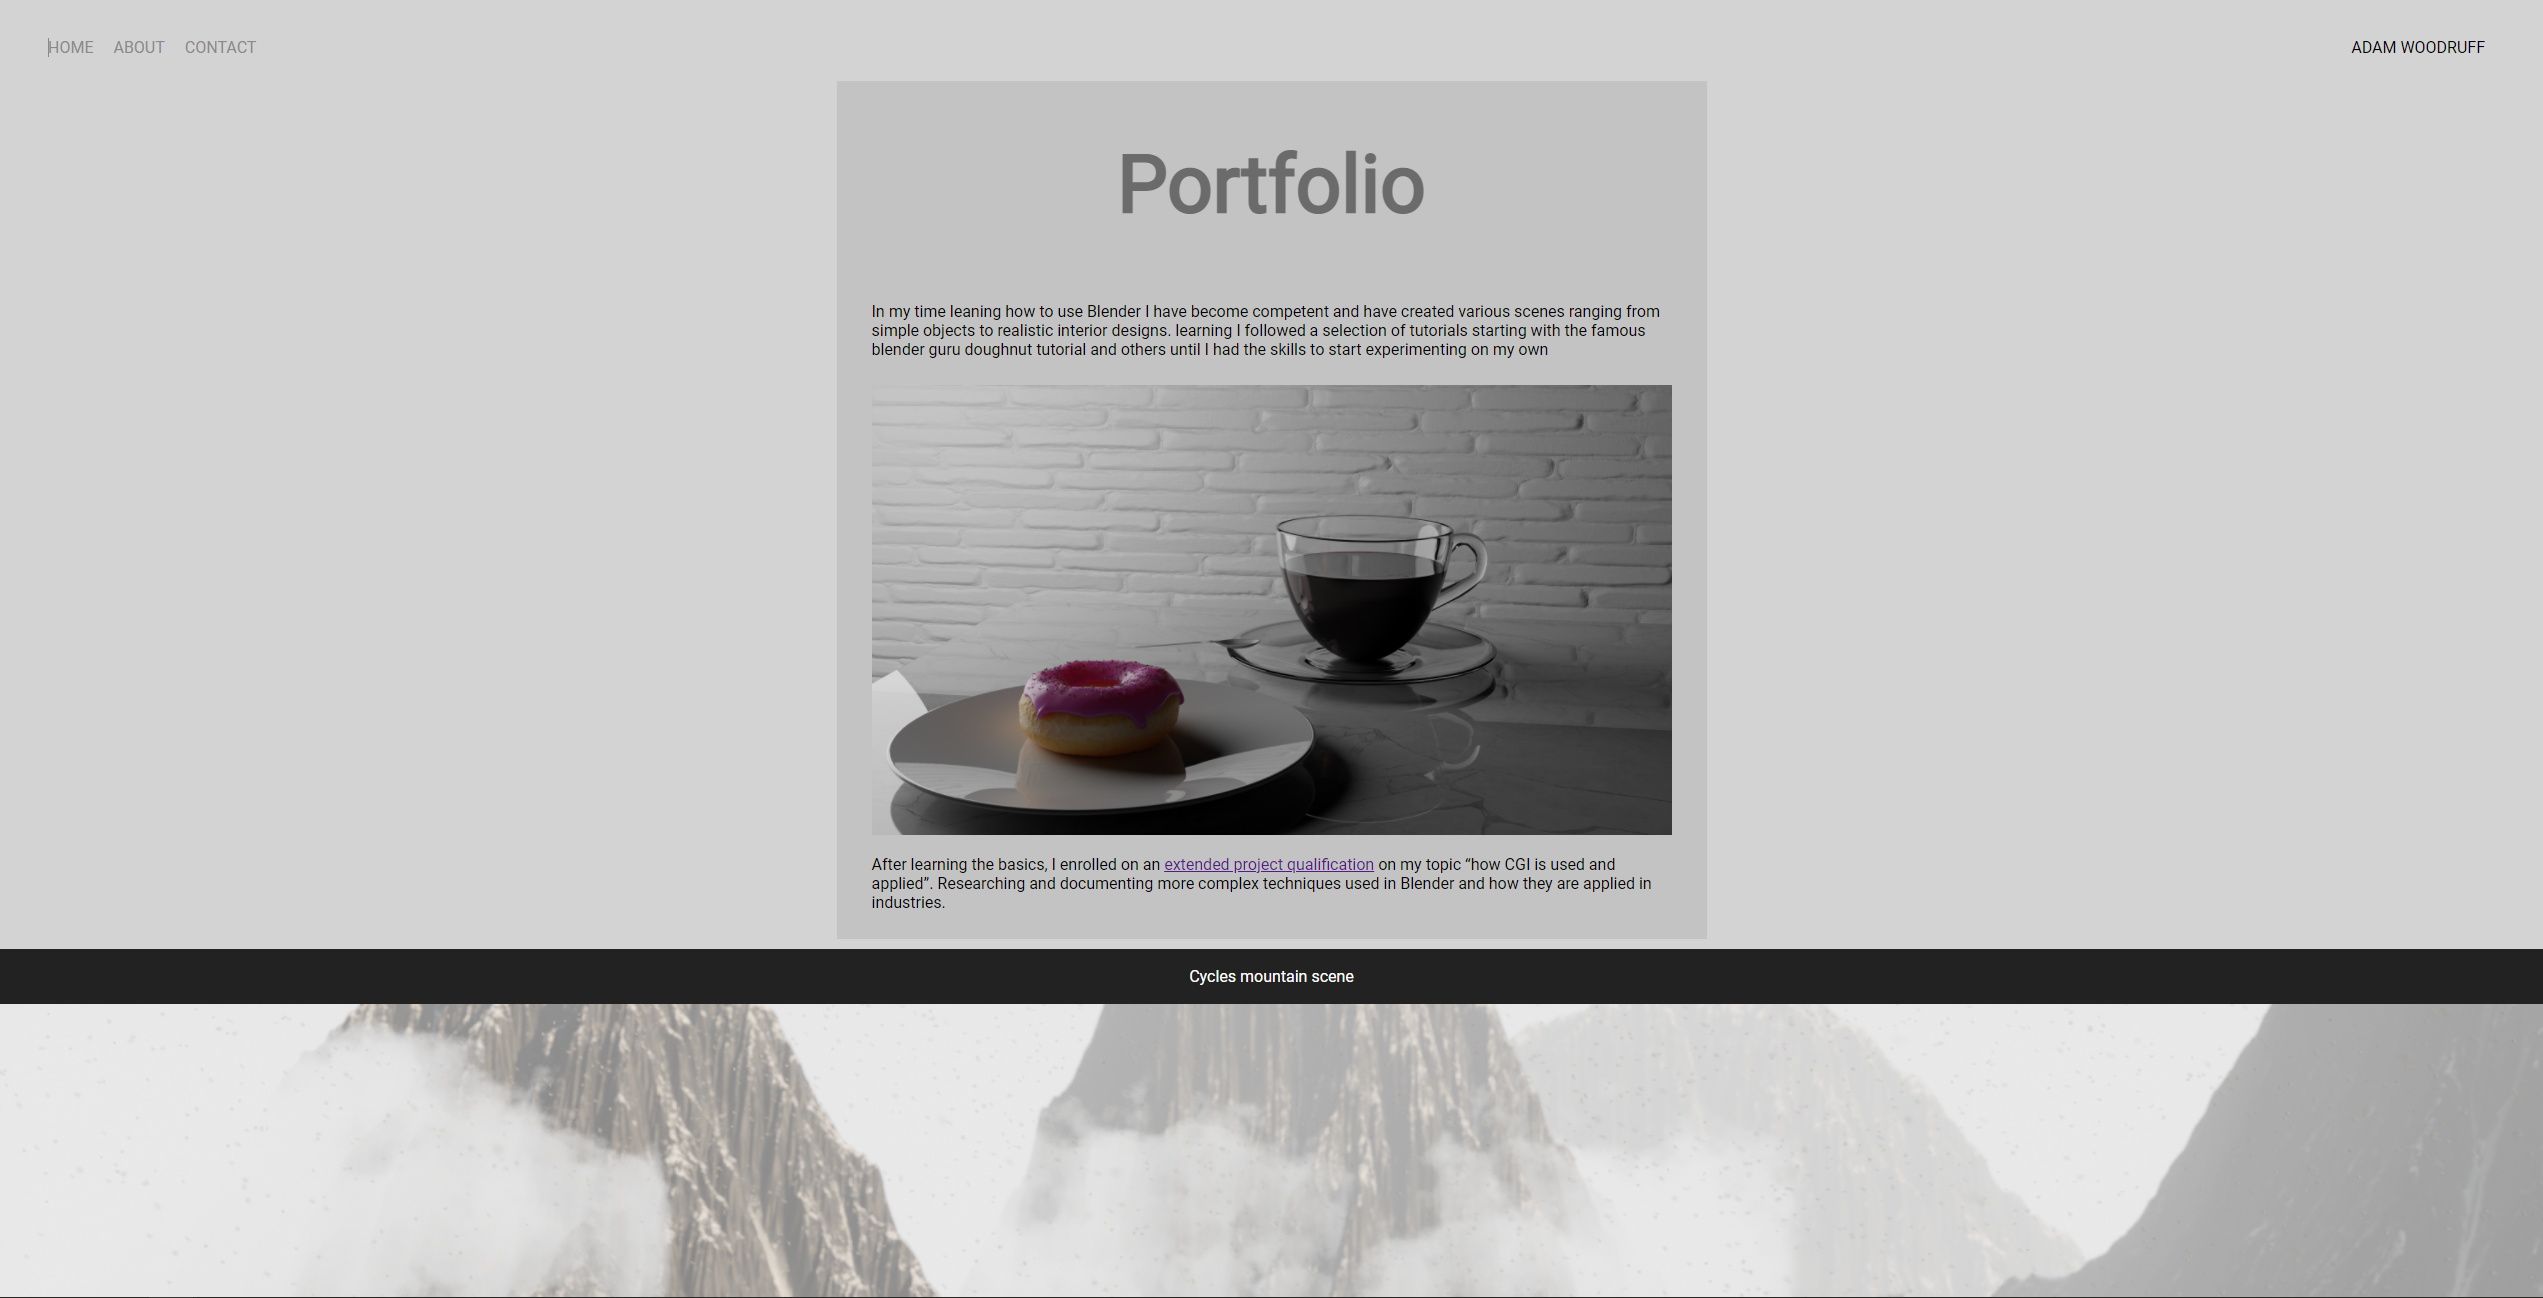 HOME ABOUT CONTACT ADAM WOODRUFF
Portfolio
In my time leaning how to use Blender I have become competent and have created various scenes ranging from
simple objects to realistic interior designs. learning I followed a selection of tutorials starting with the famous
blender guru doughnut tutorial and others until I had the skills to start experimenting on my own
After learning the basics, I enrolled on an extended project qualification on my topic “how CGI is used and
applied”. Researching and documenting more complex techniques used in Blender and how they are applied in
industries.
Cycles mountain scene